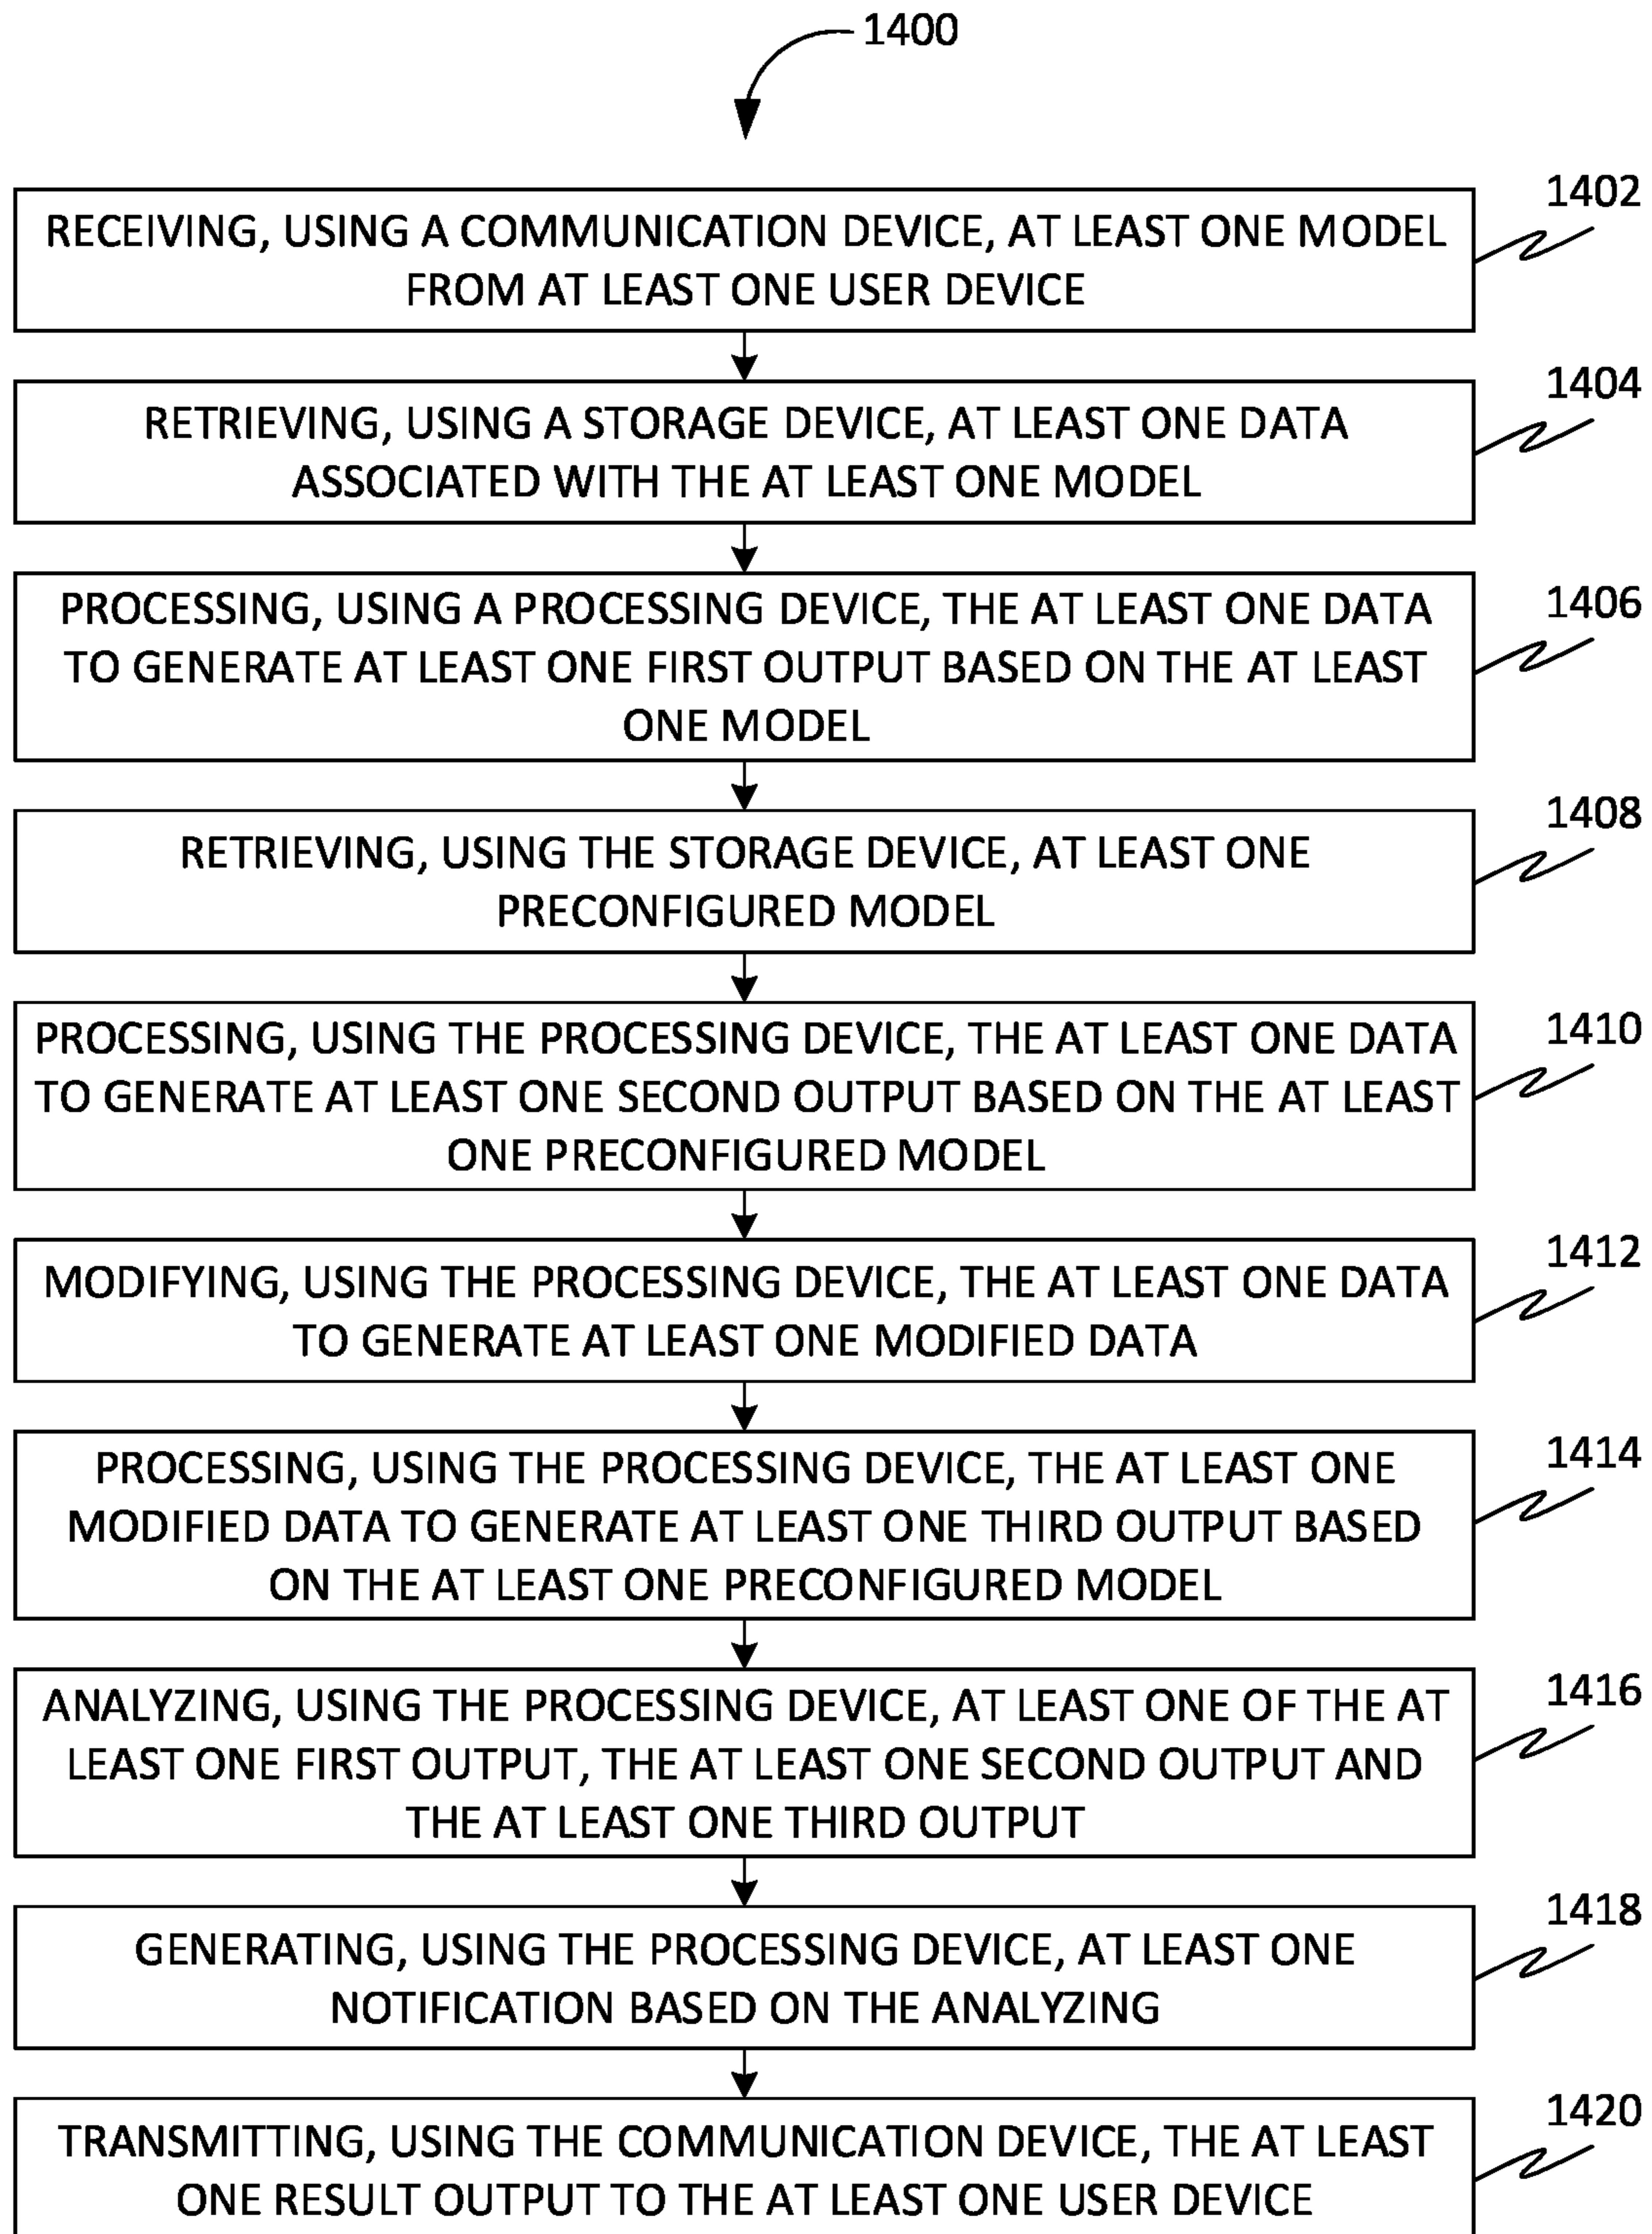 1400
1402
RECEIVING, USING A COMMUNICATION DEVICE, AT LEAST ONE MODEL
FROM AT LEAST ONE USER DEVICE
1404
RETRIEVING, USING A STORAGE DEVICE, AT LEAST ONE DATA
ASSOCIATED WITH THE AT LEAST ONE MODEL
1406
PROCESSING, USING A PROCESSING DEVICE, THE AT LEAST ONE DATA
TO GENERATE AT LEAST ONE FIRST OUTPUT BASED ON THE AT LEAST
ONE MODEL
1408
RETRIEVING, USING THE STORAGE DEVICE, AT LEAST ONE
PRECONFIGURED MODEL
1410
PROCESSING, USING THE PROCESSING DEVICE, THE AT LEAST ONE DATA
TO GENERATE AT LEAST ONE SECOND OUTPUT BASED ON THE AT LEAST
ONE PRECONFIGURED MODEL
1412
MODIFYING, USING THE PROCESSING DEVICE, THE AT LEAST ONE DATA
TO GENERATE AT LEAST ONE MODIFIED DATA
1414
PROCESSING, USING THE PROCESSING DEVICE, THE AT LEAST ONE
MODIFIED DATA TO GENERATE AT LEAST ONE THIRD OUTPUT BASED
ON THE AT LEAST ONE PRECONFIGURED MODEL
1416
ANALYZING, USING THE PROCESSING DEVICE, AT LEAST ONE OF THE AT
LEAST ONE FIRST OUTPUT, THE AT LEAST ONE SECOND OUTPUT AND
THE AT LEAST ONE THIRD OUTPUT
1418
GENERATING, USING THE PROCESSING DEVICE, AT LEAST ONE
NOTIFICATION BASED ON THE ANALYZING
1420
TRANSMITTING, USING THE COMMUNICATION DEVICE, THE AT LEAST
ONE RESULT OUTPUT TO THE AT LEAST ONE USER DEVICE